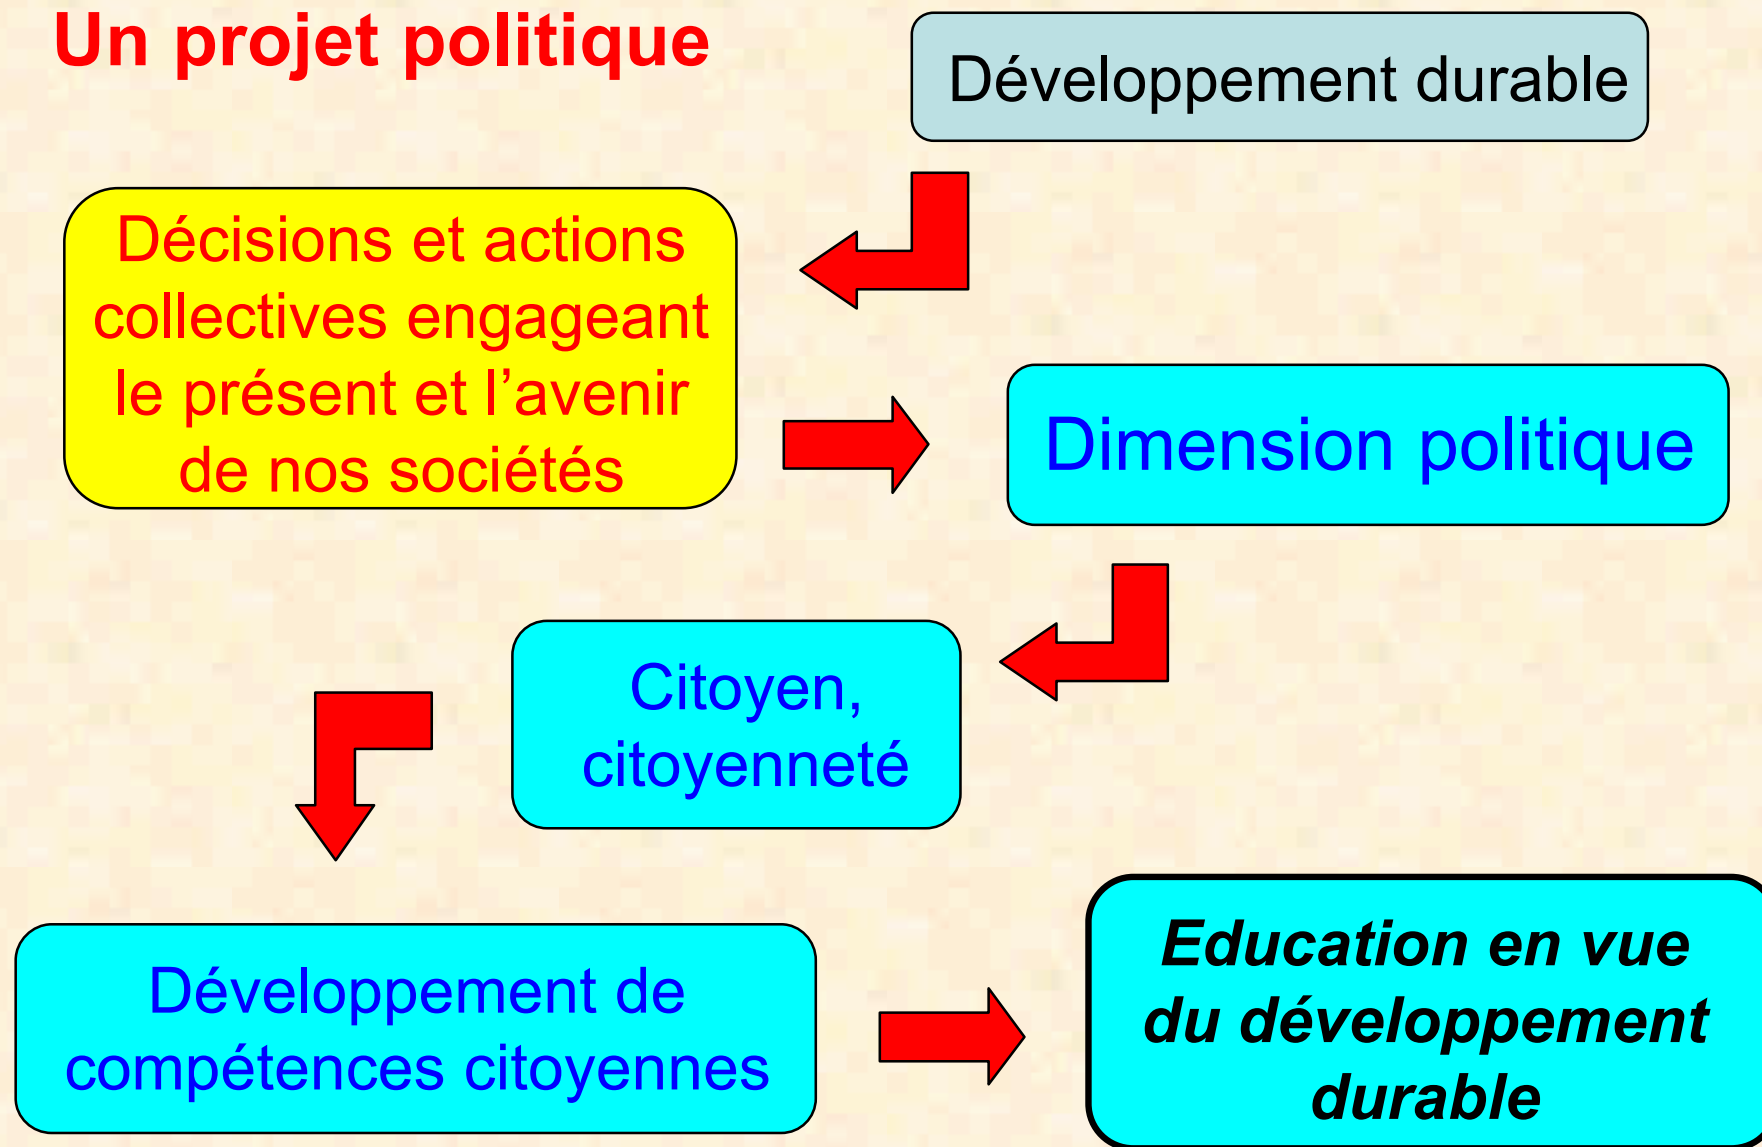 Un projet politique
Développement durable
Décisions et actions
collectives engageant
le présent et l’avenir
de nos sociétés
Dimension politique
Citoyen,
citoyenneté
Développement de
compétences citoyennes
Education en vue
du développement
durable